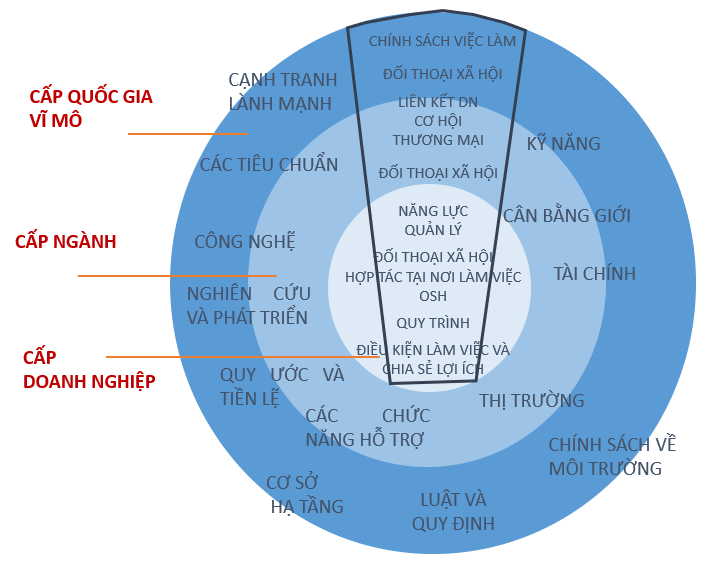 CHÍNH SÁCH VIỆC LÀM
ĐỐI THOẠI XÃ HỘI
CẠNH TRANH
LÀNH MẠNH
CẤP QUỐC GIA
VĨ MÔ
LIÊN KẾT DN
CƠ HỘI
THƯƠNG MẠI
KỸ NĂNG
CÁC TIÊU CHUẨN
ĐỐI THOẠI XÃ HỘI
NĂNG LỰC
QUẢN LÝ
CÂN BẰNG GIỚI
CẤP NGÀNH
CÔNG NGHỆ
ĐỐI THOẠI XÃ HỘI
HỢP TÁC TẠI NƠI LÀM VIỆC
OSH
TÀI CHÍNH
NGHIÊN CỨU
VÀ PHÁT TRIỂN
QUY TRÌNH
CẤP
DOANH NGHIỆP
ĐIỀU KIỆN LÀM VIỆC VÀ
CHIA SẺ LỢI ÍCH
QUY ƯỚC VÀ
TIỀN LỆ
THỊ TRƯỜNG
CÁC CHỨC
NĂNG HỖ TRỢ
CHÍNH SÁCH VỀ
MÔI TRƯỜNG
CƠ SỞ
HẠ TẦNG
LUẬT VÀ
QUY ĐỊNH